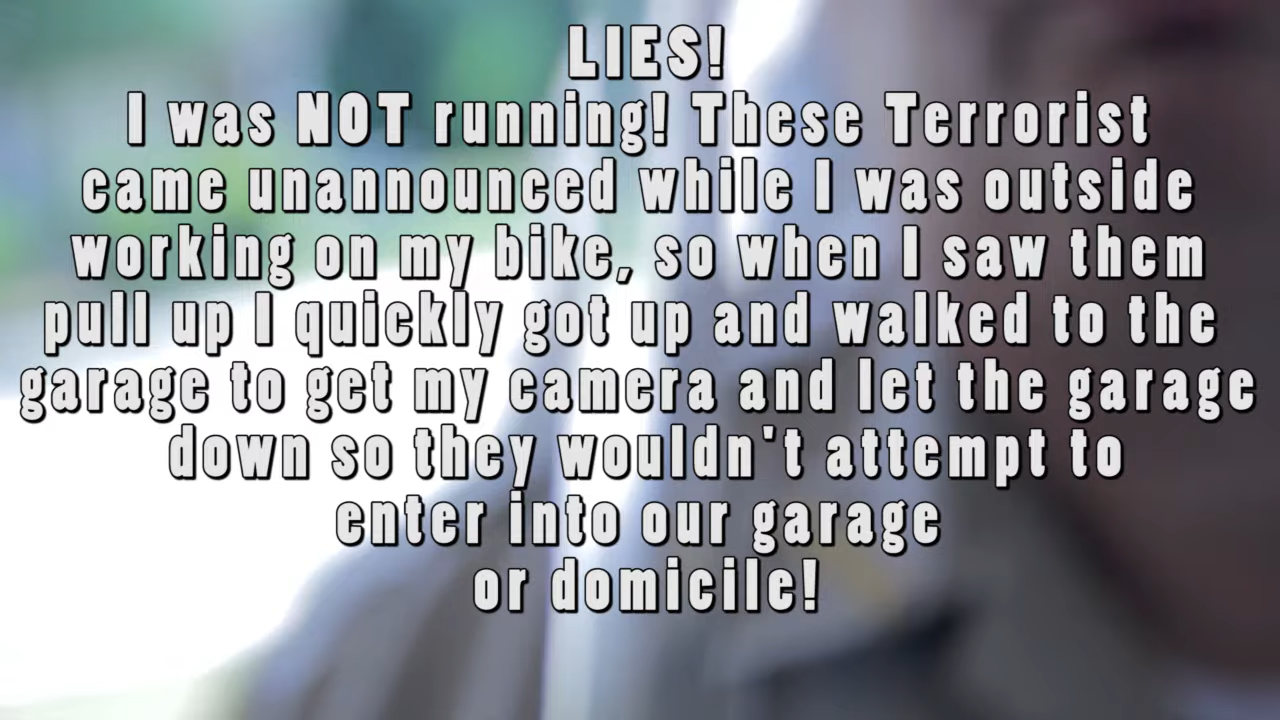 LIES!
I was NOT running! These Terrorist
came unannounced while I was outside
working on my bike, so when I saw them
pull up I quickly got up and walked to the
garage to get my camera and let the garage
down so they wouldn't attempt to
enter into our garage
or domicile!